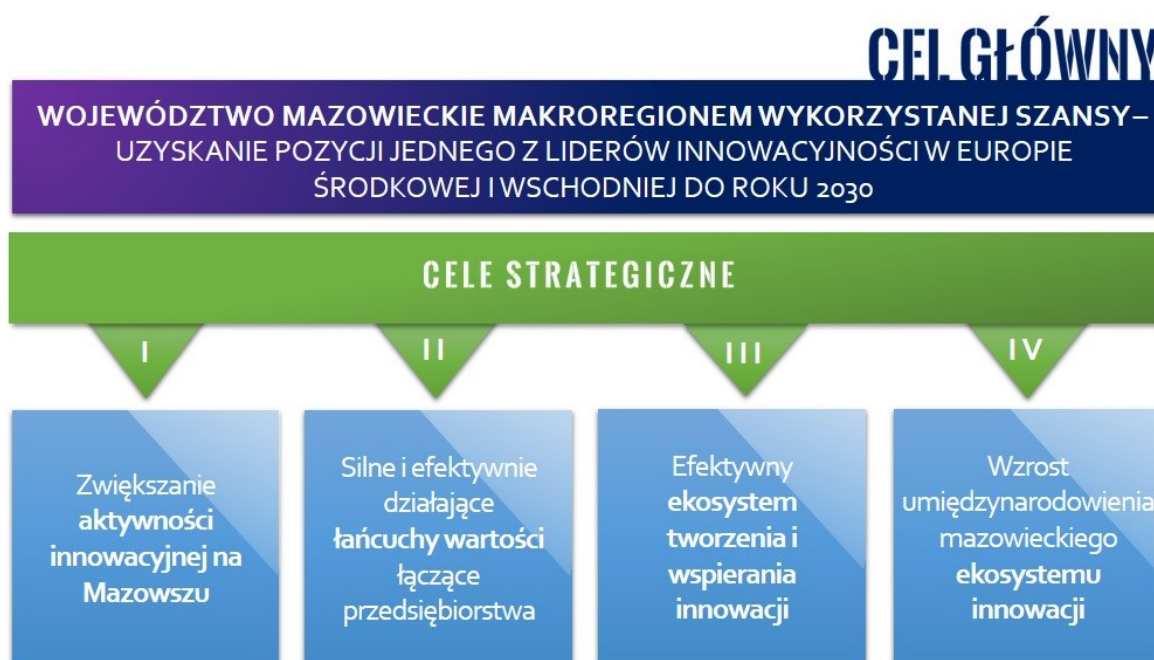 CEL GŁÓWNY
WOJEWÓDZTWO MAZOWIECKIE MAKROREGIONEM WYKORZYSTANEJ SZANSY –
UZYSKANIE POZYCJI JEDNEGO Z LIDERÓW INNOWACYJNOŚCI W EUROPIE
ŚRODKOWEJ I WSCHODNIEJ DO ROKU 2030
CELE STRATEGICZNE
I
II
III
IV
Zwiększanie
aktywności
innowacyjnej na
Mazowszu
Silne i efektywnie
działające
łańcuchy wartości
łączące
przedsiębiorstwa
Efektywny
ekosystem
tworzenia i
wspierania
innowacji
Wzrost
umiędzynarodowienia
mazowieckiego
ekosystemu
innowacji